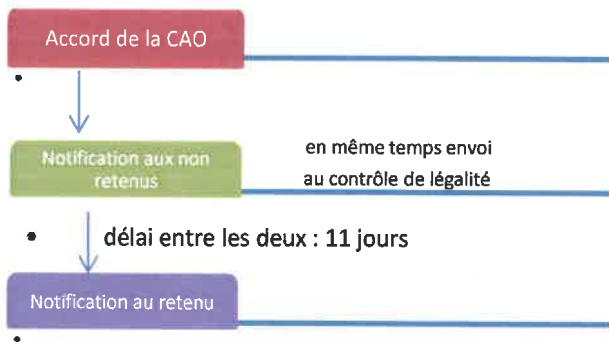 Accord de la CAO
•
Notification aux non
retenus
en même temps envoi
au contrôle de légalité
• délai entre les deux : 11 jours
Notification au retenu
•